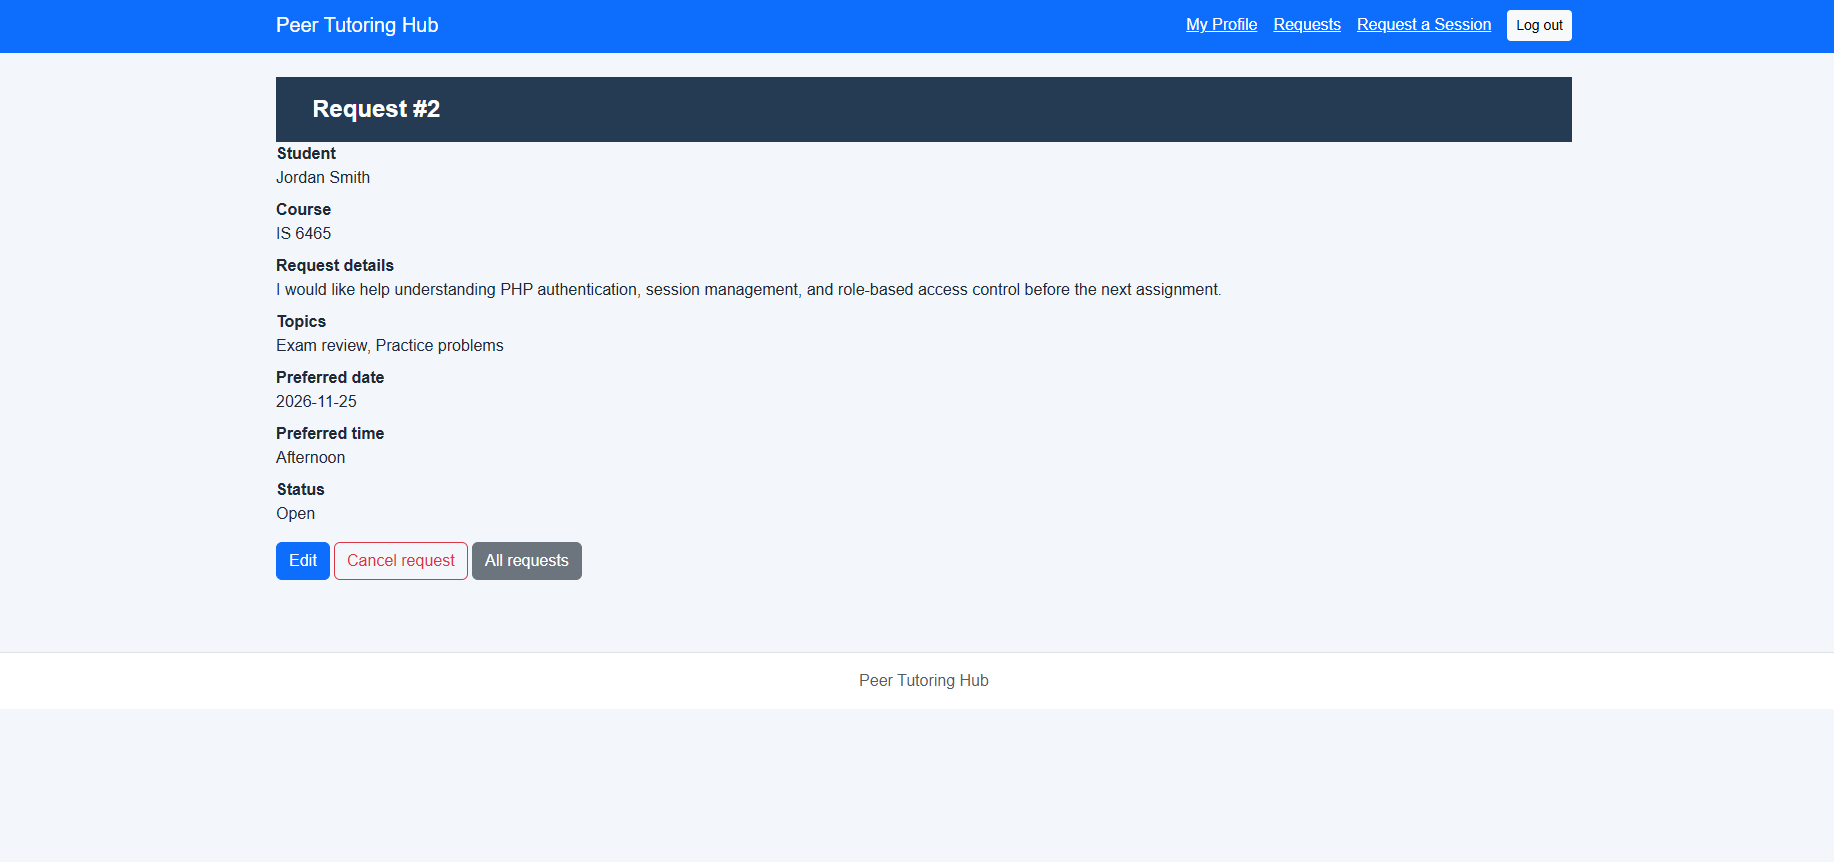 Peer Tutoring Hub
My Profile Requests Request a Session Log out
Request #2
Student
Jordan Smith
Course
IS 6465
Request details
I would like help understanding PHP authentication, session management, and role-based access control before the next assignment.
Topics
Exam review, Practice problems
Preferred date
2026-11-25
Preferred time
Afternoon
Status
Open
Edit Cancel request All requests
Peer Tutoring Hub